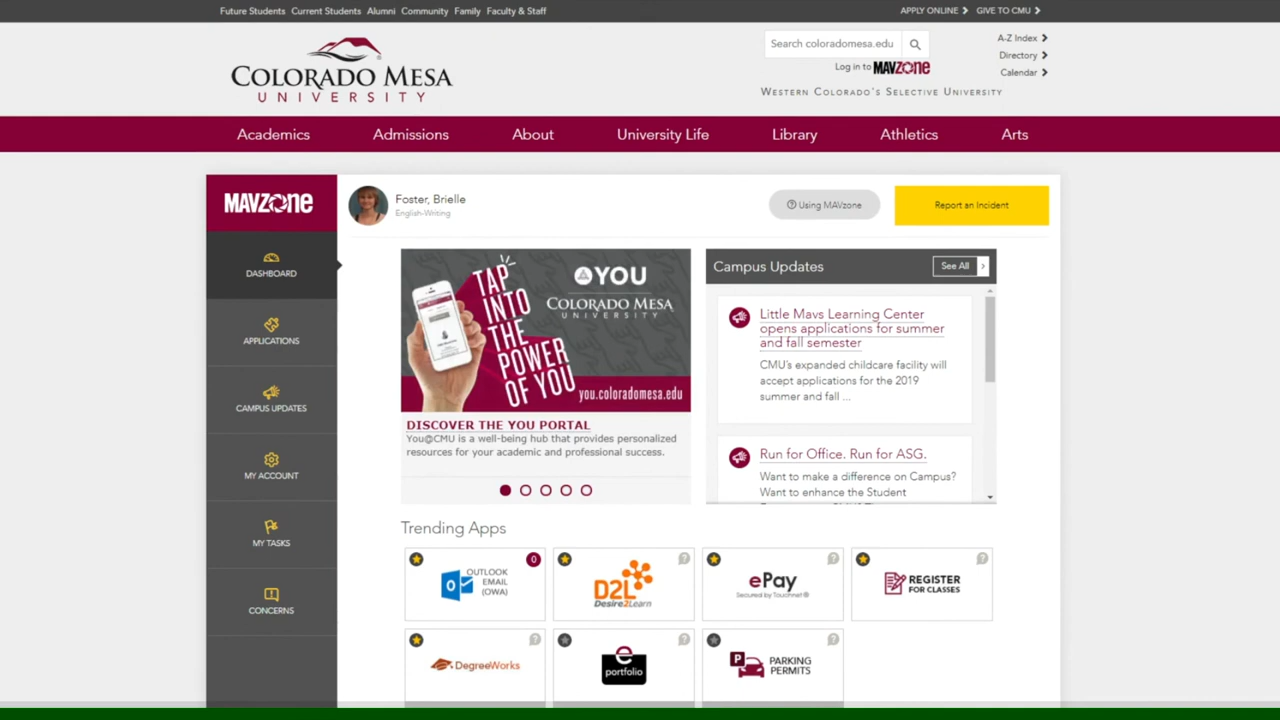 Future Students Current Students Alumni Community Family Faculty & Staff
APPLY ONLINE GIVE TO CMU
COLORADO MESA
UNIVERSITY
Search coloradomesa.edu
Log in to MAVZONE
WESTERN COLORADO'S SELECTIVE UNIVERSITY
A-Z Index
Directory
Calendar
Academics Admissions About University Life Library Athletics Arts
MAVZONE
DASHBOARD
APPLICATIONS
CAMPUS UPDATES
MY ACCOUNT
MY TASKS
CONCERNS
Foster, Brielle
English-Writing
Using MAVzone
Report an Incident
TAP
INTO
THE
POWER
OF YOU
YOU
COLORADO MESA
UNIVERSITY
you.coloradomesa.edu
DISCOVER THE YOU PORTAL
You@CMU is a well-being hub that provides personalized
resources for your academic and professional success.
Campus Updates
See All
Little Mavs Learning Center
opens applications for summer
and fall semester
CMU's expanded childcare facility will
accept applications for the 2019
summer and fall ...
Run for Office. Run for ASG.
Want to make a difference on Campus?
Want to enhance the Student
Trending Apps
0
OUTLOOK
EMAIL
(OWA)
D2L
Desire2Learn
ePay
Secured by Touchnet®
REGISTER
FOR CLASSES
DegreeWorks
e
portfolio
P
PARKING
PERMITS